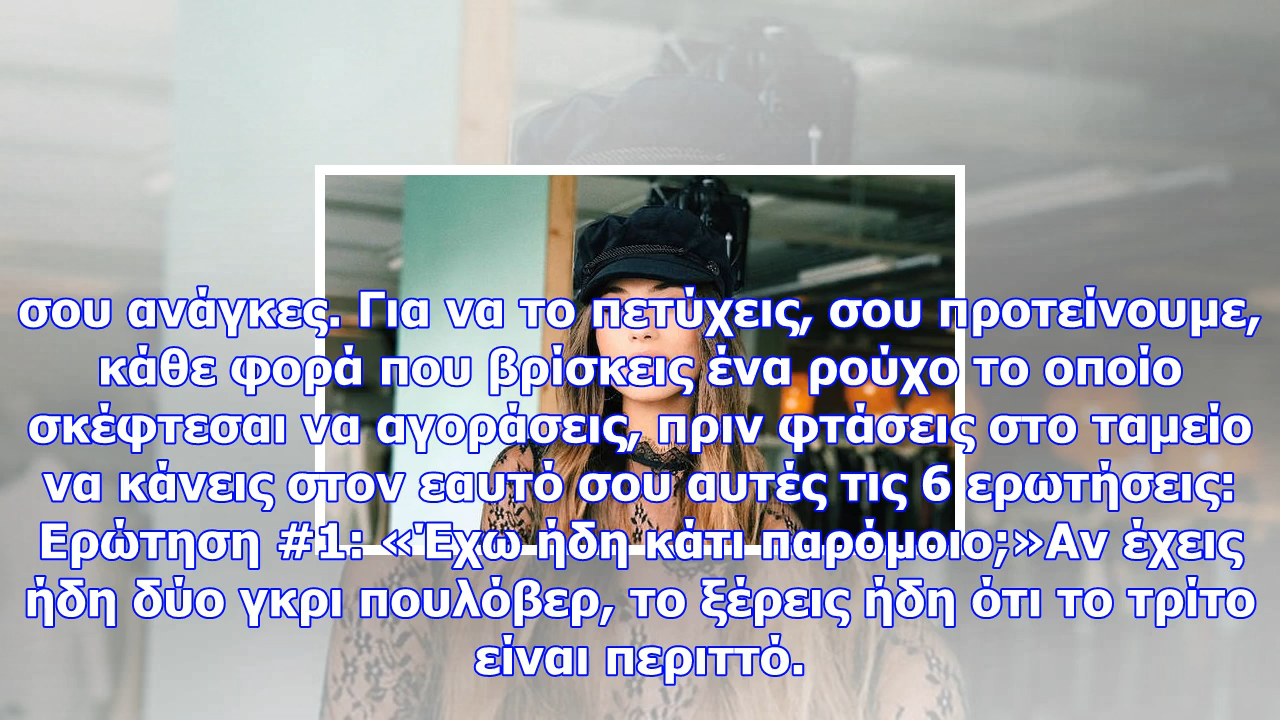 σου ανάγκες. Για να το πετύχεις, σου προτείνουμε,
κάθε φορά που βρίσκεις ένα ρούχο το οποίο
σκέφτεσαι να αγοράσεις, πριν φτάσεις στο ταμείο
να κάνεις στον εαυτό σου αυτές τις 6 ερωτήσεις:
Ερώτηση #1: «Έχω ήδη κάτι παρόμοιο;»Αν έχεις
ήδη δύο γκρι πουλόβερ, το ξέρεις ήδη ότι το τρίτο
είναι περιττό.